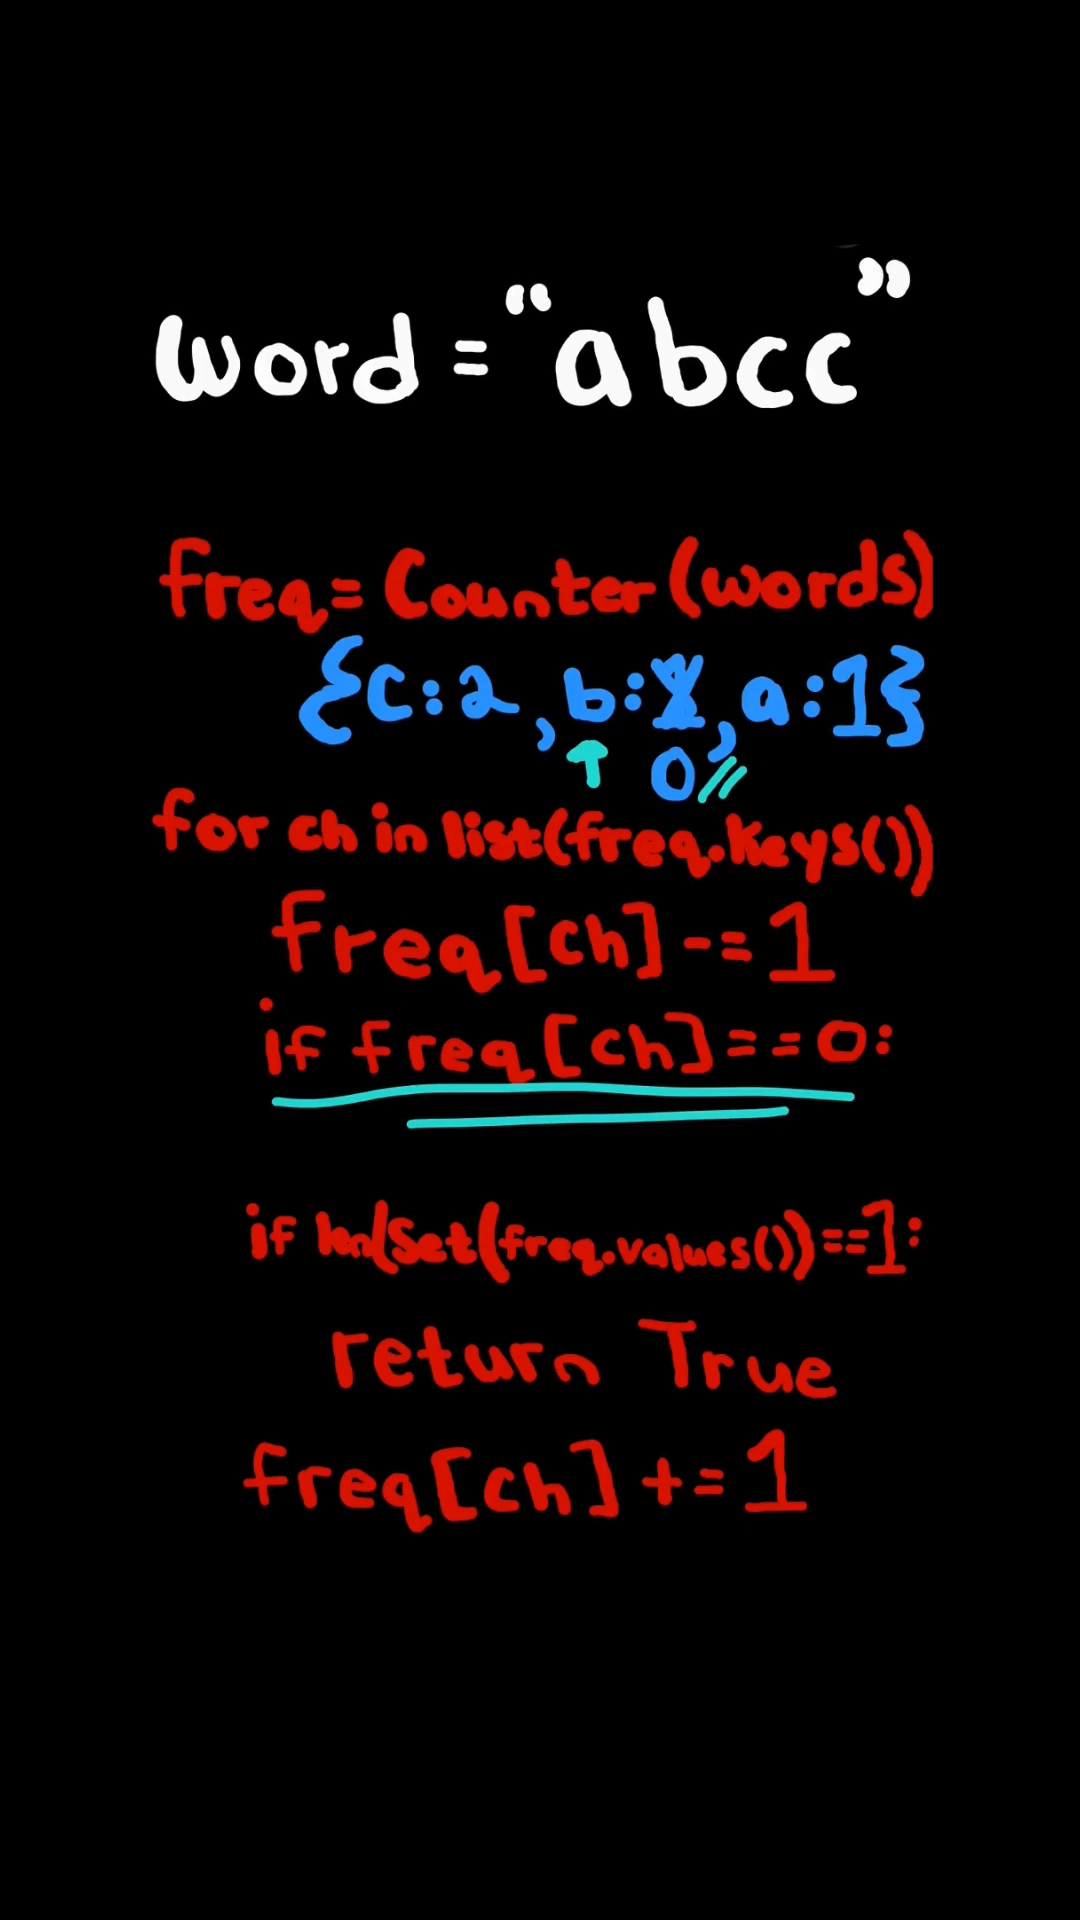 word = "abcc"
freq = Counter(words)
{c:2, b:1, a:1}
0
for ch in list(freq.keys())
freq[ch] -= 1
if freq[ch] == 0:
if len(set(freq.values()) == 1:
return True
freq[ch] += 1